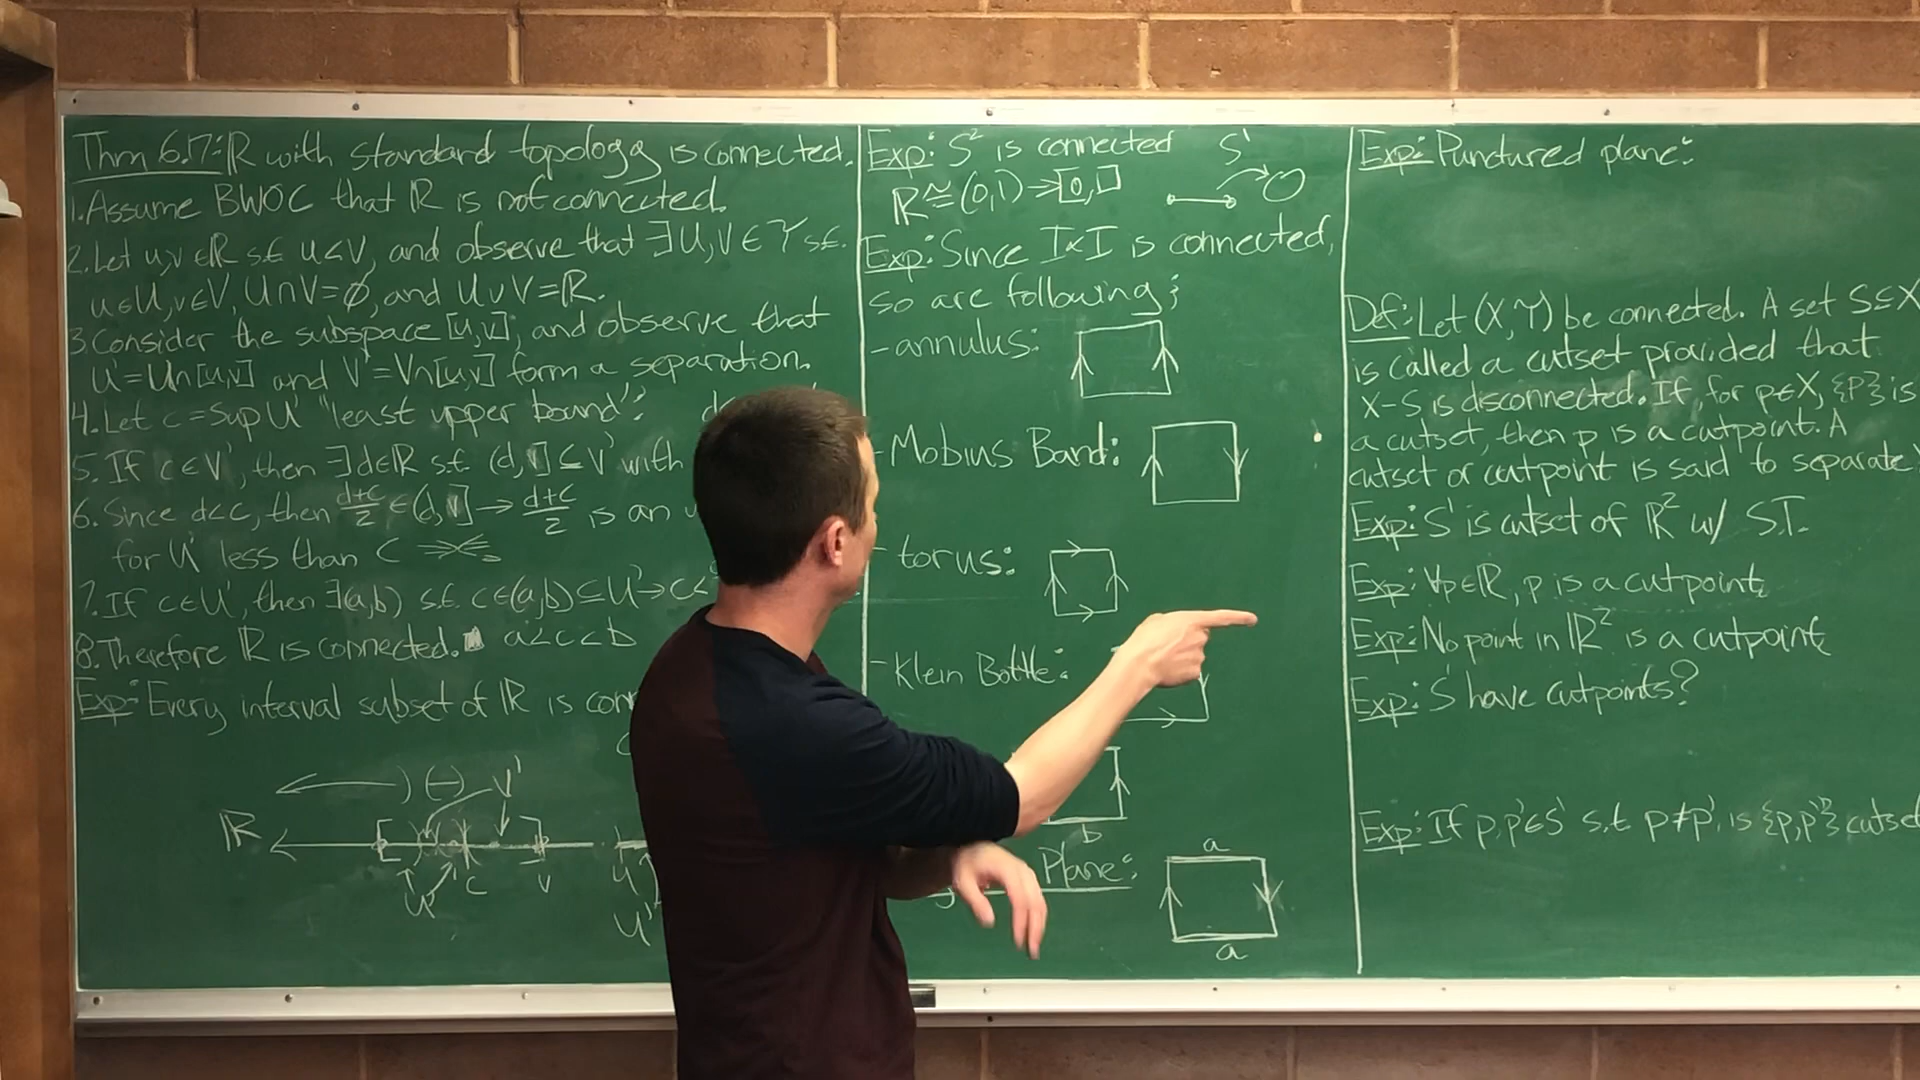 Thm 6.7: ℝ with standard topology is connected.
1. Assume BWOC that ℝ is not connected.
2. Let u,v ∈ ℝ s.t. u<v, and observe that ∃ U,V ∈ 𝒯 s.t.
u∈U, v∈V, U∩V=∅, and U∪V=ℝ.
3. Consider the subspace [u,v], and observe that
U'=U∩[u,v] and V'=V∩[u,v] form a separation.
4. Let c = sup U' "least upper bound".
5. If c∈V', then ∃d∈ℝ s.t. (d, ]⊆V' with
6. Since d<c, then (d+c)/2 ∈ (d, ] → (d+c)/2 is an
for U' less than c
7. If c∈U', then ∃(a,b) s.t. c∈(a,b)⊆U' → c<
8. Therefore ℝ is connected. a<c<b
Exp: Every interval subset of ℝ is
V'
ℝ
U' c v
U'
Exp: S² is connected S¹
ℝ≅(0,1) ⇒ [0,
Exp: Since I×I is connected,
so are following:
- annulus:
- Mobius Band:
- torus:
- Klein Bottle:
b
Plane:
a
a
Exp: Punctured plane:
Def: Let (X,𝒯) be connected. A set S⊆X
is called a cutset provided that
X-S is disconnected. If, for p∈X, {p} is
a cutset, then p is a cutpoint. A
cutset or cutpoint is said to separate
Exp: S¹ is cutset of ℝ² w/ S.T.
Exp: ∀p∈ℝ, p is a cutpoint
Exp: No point in ℝ² is a cutpoint
Exp: S¹ have cutpoints?
Exp: If p,p'∈S¹ s.t. p≠p', is {p,p'} cutset